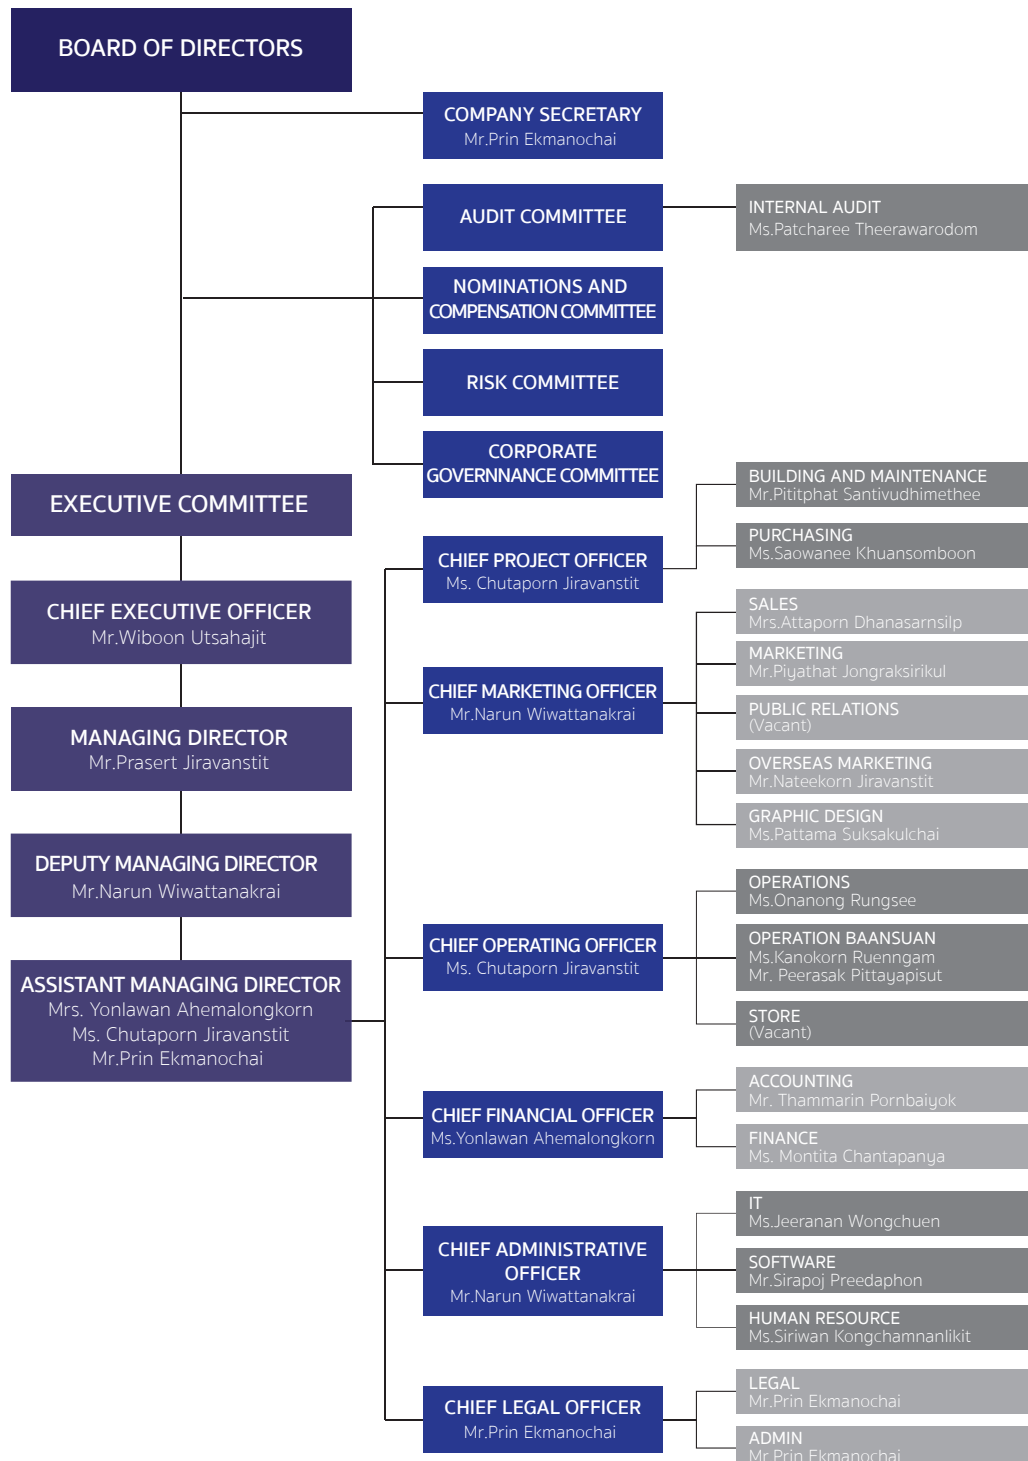 BOARD OF DIRECTORS
COMPANY SECRETARY
Mr.Prin Ekmanochai
AUDIT COMMITTEE
INTERNAL AUDIT
Ms.Patcharee Theerawarodom
NOMINATIONS AND
COMPENSATION COMMITTEE
RISK COMMITTEE
CORPORATE
GOVERNNANCE COMMITTEE
EXECUTIVE COMMITTEE
CHIEF EXECUTIVE OFFICER
Mr.Wiboon Utsahajit
MANAGING DIRECTOR
Mr.Prasert Jiravanstit
DEPUTY MANAGING DIRECTOR
Mr.Narun Wiwattanakrai
ASSISTANT MANAGING DIRECTOR
Mrs. Yonlawan Ahemalongkorn
Ms. Chutaporn Jiravanstit
Mr.Prin Ekmanochai
CHIEF PROJECT OFFICER
Ms. Chutaporn Jiravanstit
BUILDING AND MAINTENANCE
Mr.Pititphat Santivudhimethee
PURCHASING
Ms.Saowanee Khuansomboon
CHIEF MARKETING OFFICER
Mr.Narun Wiwattanakrai
SALES
Mrs.Attaporn Dhanasarnsilp
MARKETING
Mr.Piyathat Jongraksirikul
PUBLIC RELATIONS
(Vacant)
OVERSEAS MARKETING
Mr.Nateekorn Jiravanstit
GRAPHIC DESIGN
Ms.Pattama Suksakulchai
CHIEF OPERATING OFFICER
Ms. Chutaporn Jiravanstit
OPERATIONS
Ms.Onanong Rungsee
OPERATION BAANSUAN
Ms.Kanokorn Ruenngam
Mr. Peerasak Pittayapisut
STORE
(Vacant)
CHIEF FINANCIAL OFFICER
Ms.Yonlawan Ahemalongkorn
ACCOUNTING
Mr. Thammarin Pornbaiyok
FINANCE
Ms. Montita Chantapanya
CHIEF ADMINISTRATIVE
OFFICER
Mr.Narun Wiwattanakrai
IT
Ms.Jeeranan Wongchuen
SOFTWARE
Mr.Sirapoj Preedaphon
HUMAN RESOURCE
Ms.Siriwan Kongchamnanlikit
CHIEF LEGAL OFFICER
Mr.Prin Ekmanochai
LEGAL
Mr.Prin Ekmanochai
ADMIN
Mr.Prin Ekmanochai